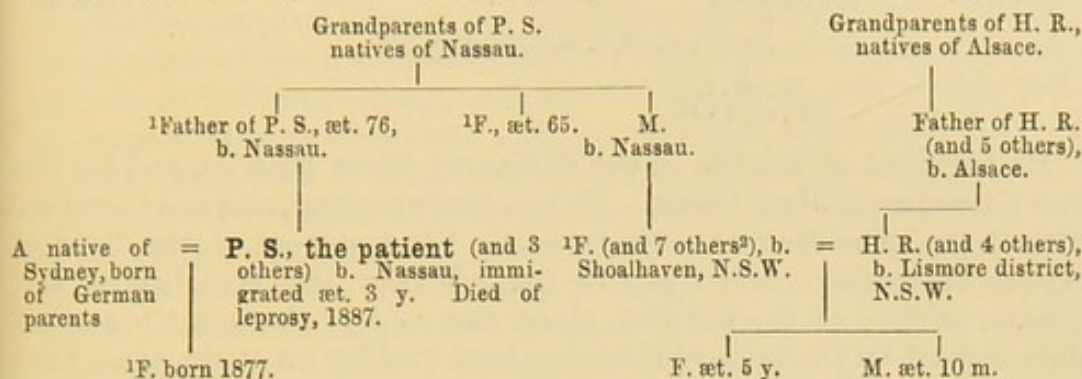 Grandparents of P. S.
natives of Nassau.
Grandparents of H. R.,
natives of Alsace.
¹Father of P. S., æt. 76,
b. Nassau.
¹F., æt. 65.
M.
b. Nassau.
Father of H. R.
(and 5 others),
b. Alsace.
A native of
Sydney, born
of German
parents
=
P. S., the patient (and 3
others) b. Nassau, immi-
grated æt. 3 y. Died of
leprosy, 1887.
¹F. (and 7 others²), b.
Shoalhaven, N.S.W.
=
H. R. (and 4 others),
b. Lismore district,
N.S.W.
¹F. born 1877.
F. æt. 5 y.
M. æt. 10 m.